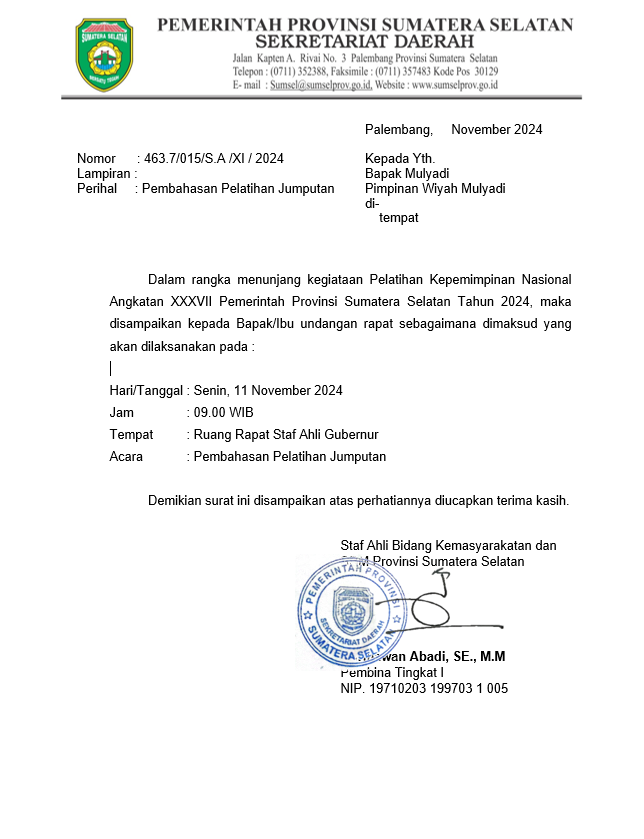 SUMATERA SELATAN
PEMERINTAH PROVINSI SUMATERA SELATAN
SEKRETARIAT DAERAH
Jalan Kapten A. Rivai No. 3 Palembang Provinsi Sumatera Selatan
Telepon : (0711) 352388, Faksimile : (0711) 357483 Kode Pos 30129
E- mail : Sumsel@sumselprov.go.id, Website : www.sumselprov.go.id
Palembang, November 2024
Nomor : 463.7/015/S.A /XI / 2024
Lampiran :
Perihal : Pembahasan Pelatihan Jumputan
Kepada Yth.
Bapak Mulyadi
Pimpinan Wiyah Mulyadi
di-
tempat
Dalam rangka menunjang kegiataan Pelatihan Kepemimpinan Nasional
Angkatan XXXVII Pemerintah Provinsi Sumatera Selatan Tahun 2024, maka
disampaikan kepada Bapak/Ibu undangan rapat sebagaimana dimaksud yang
akan dilaksanakan pada :
Hari/Tanggal : Senin, 11 November 2024
Jam : 09.00 WIB
Tempat : Ruang Rapat Staf Ahli Gubernur
Acara : Pembahasan Pelatihan Jumputan
Demikian surat ini disampaikan atas perhatiannya diucapkan terima kasih.
Staf Ahli Bidang Kemasyarakatan dan
Provinsi Sumatera Selatan
PEMERINTAH PROVINSI
SEKRETARIAT DAERAH
SUMATERA SELATAN
Abadi, SE., M.M
Pembina Tingkat I
NIP. 19710203 199703 1 005